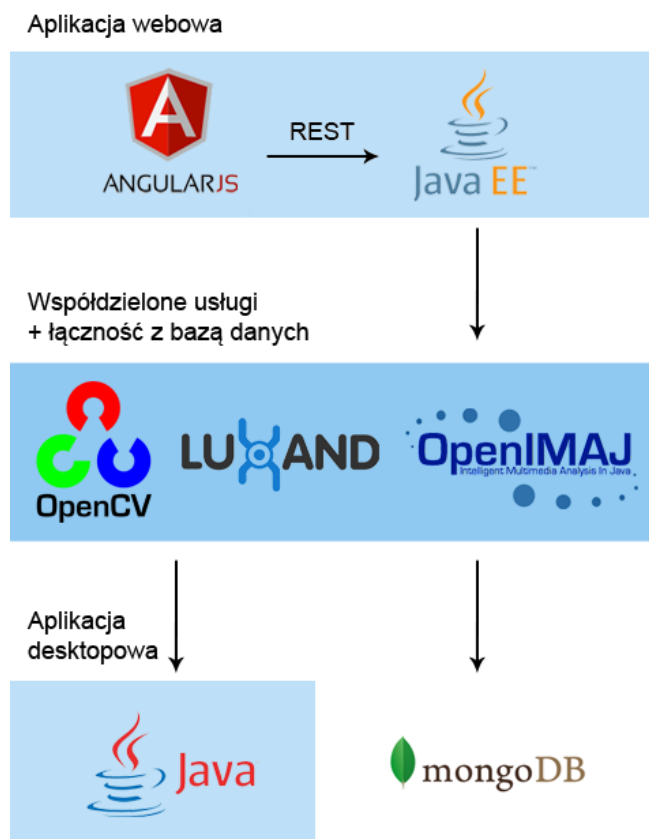 Aplikacja webowa
REST
ANGULARJS
Java EE™
Współdzielone usługi
+ łączność z bazą danych
OpenCV
LUXAND
OpenIMAJ
Intelligent Multimedia Analysis In Java
Aplikacja
desktopowa
Java
mongoDB